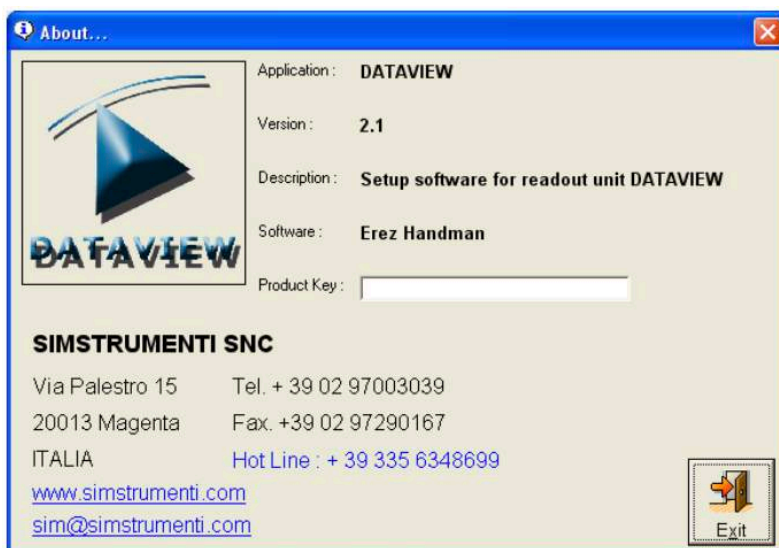 About...
Application : DATAVIEW
Version : 2.1
Description : Setup software for readout unit DATAVIEW
Software : Erez Handman
DATAVIEW
Product Key :
SIMSTRUMENTI SNC
Via Palestro 15 Tel. + 39 02 97003039
20013 Magenta Fax. +39 02 97290167
ITALIA Hot Line : + 39 335 6348699
www.simstrumenti.com
sim@simstrumenti.com
Exit